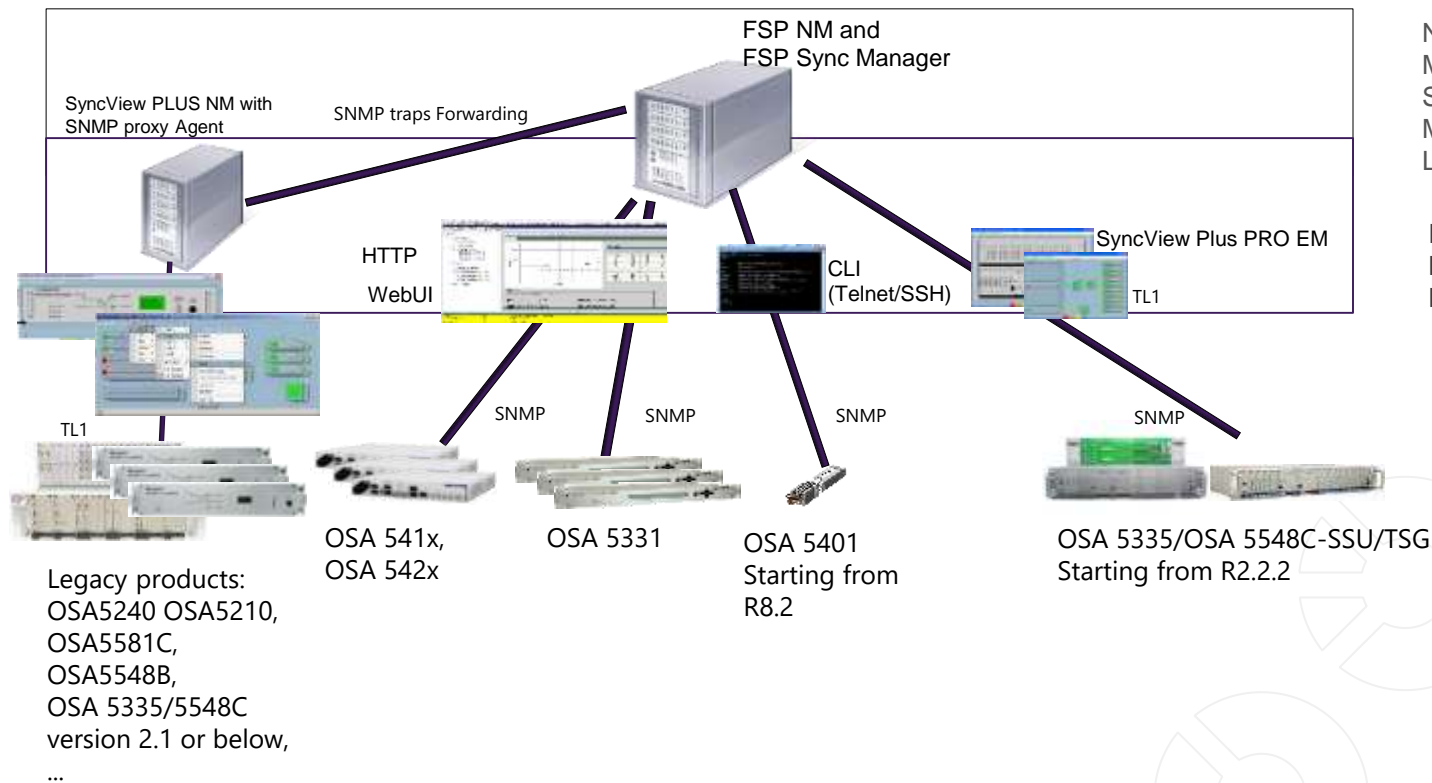 FSP NM and
FSP Sync Manager
SyncView PLUS NM with
SNMP proxy Agent
SNMP traps Forwarding
HTTP
WebUI
CLI
(Telnet/SSH)
SyncView Plus PRO EM
TL1
TL1
SNMP
SNMP
SNMP
SNMP
OSA 541x,
OSA 542x
OSA 5331
OSA 5401
Starting from
R8.2
OSA 5335/OSA 5548C-SSU/TSG
Starting from R2.2.2
Legacy products:
OSA5240 OSA5210,
OSA5581C,
OSA5548B,
OSA 5335/5548C
version 2.1 or below,
...